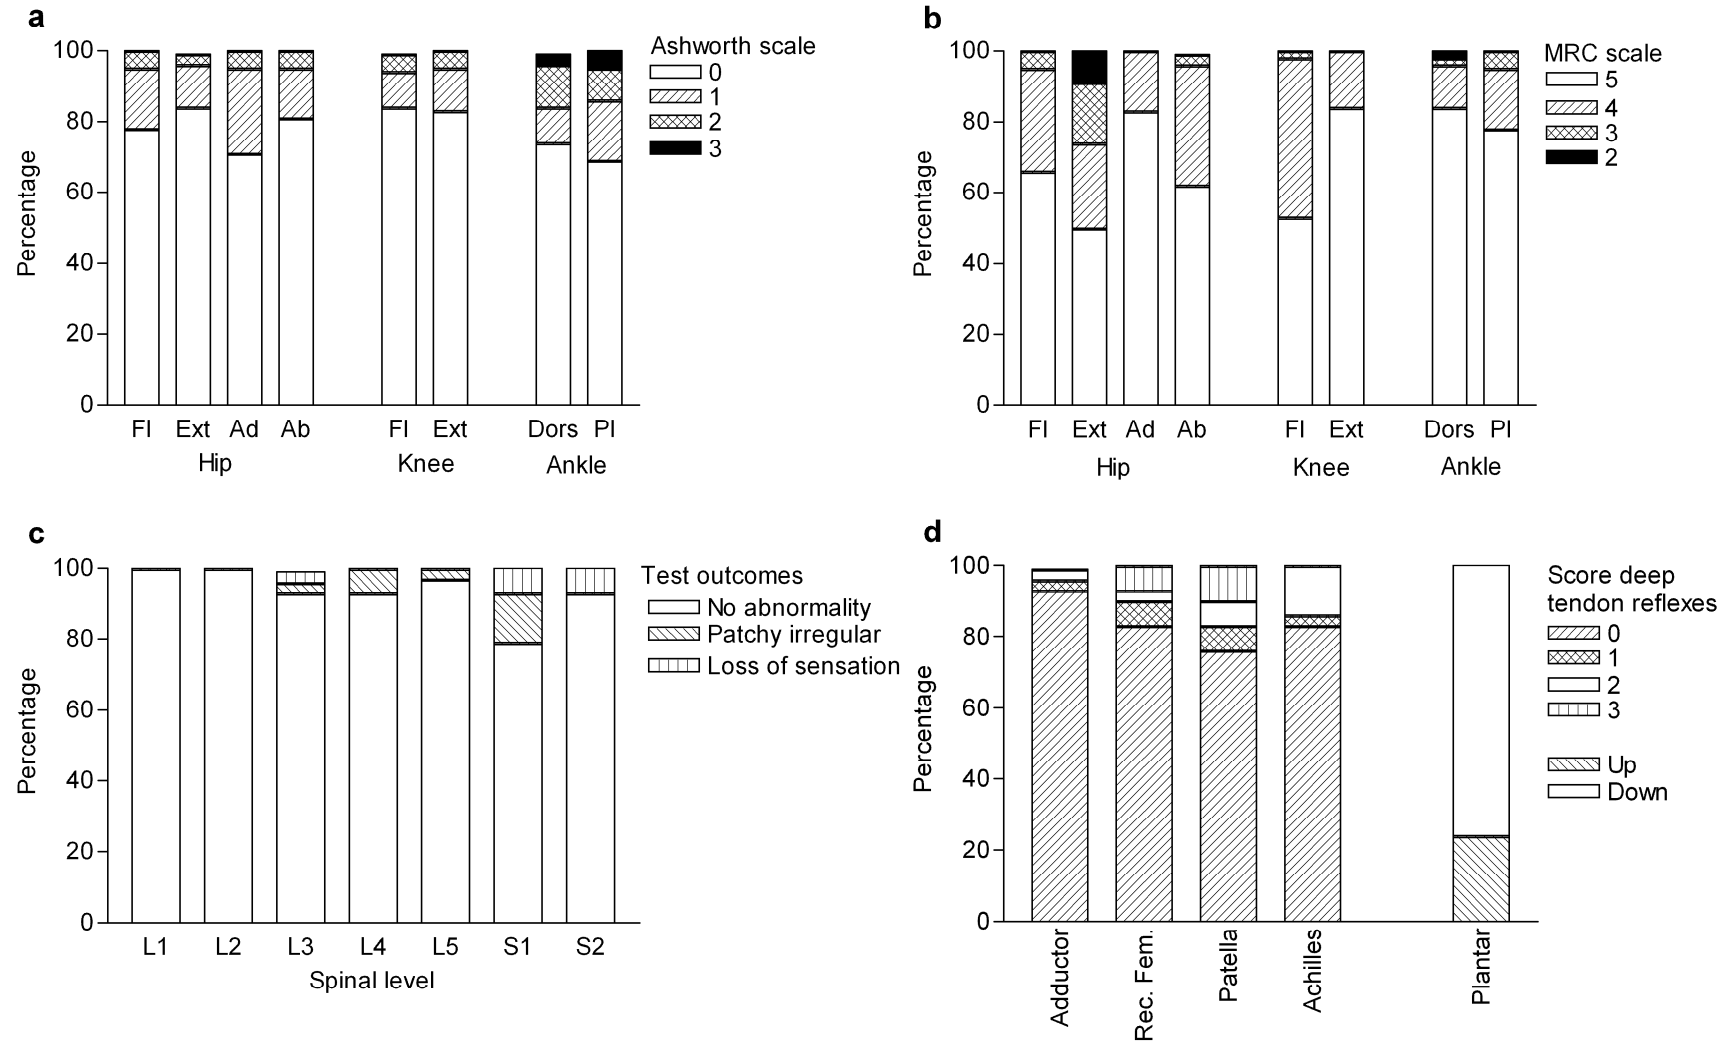 a
Ashworth scale
0
1
2
3
Percentage
100
80
60
40
20
0
Fl Ext Ad Ab Fl Ext Dors Pl
Hip Knee Ankle
b
MRC scale
5
4
3
2
Percentage
100
80
60
40
20
0
Fl Ext Ad Ab Fl Ext Dors Pl
Hip Knee Ankle
c
Test outcomes
No abnormality
Patchy irregular
Loss of sensation
Percentage
100
80
60
40
20
0
L1 L2 L3 L4 L5 S1 S2
Spinal level
d
Score deep
tendon reflexes
0
1
2
3
Up
Down
Percentage
100
80
60
40
20
0
Adductor
Rec. Fem.
Patella
Achilles
Plantar